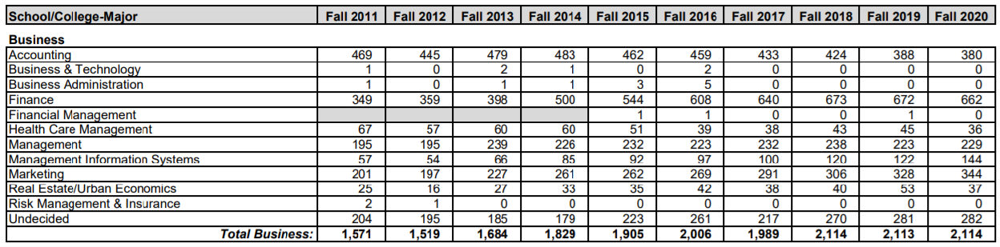 School/College-Major Fall 2011 Fall 2012 Fall 2013 Fall 2014 Fall 2015 Fall 2016 Fall 2017 Fall 2018 Fall 2019 Fall 2020
Business
Accounting 469 445 479 483 462 459 433 424 388 380
Business & Technology 1 0 2 1 0 2 0 0 0 0
Business Administration 1 0 1 1 3 5 0 0 0 0
Finance 349 359 398 500 544 608 640 673 672 662
Financial Management 1 1 0 0 1 0
Health Care Management 67 57 60 60 51 39 38 43 45 36
Management 195 195 239 226 232 223 232 238 223 229
Management Information Systems 57 54 66 85 92 97 100 120 122 144
Marketing 201 197 227 261 262 269 291 306 328 344
Real Estate/Urban Economics 25 16 27 33 35 42 38 40 53 37
Risk Management & Insurance 2 1 0 0 0 0 0 0 0 0
Undecided 204 195 185 179 223 261 217 270 281 282
Total Business: 1,571 1,519 1,684 1,829 1,905 2,006 1,989 2,114 2,113 2,114